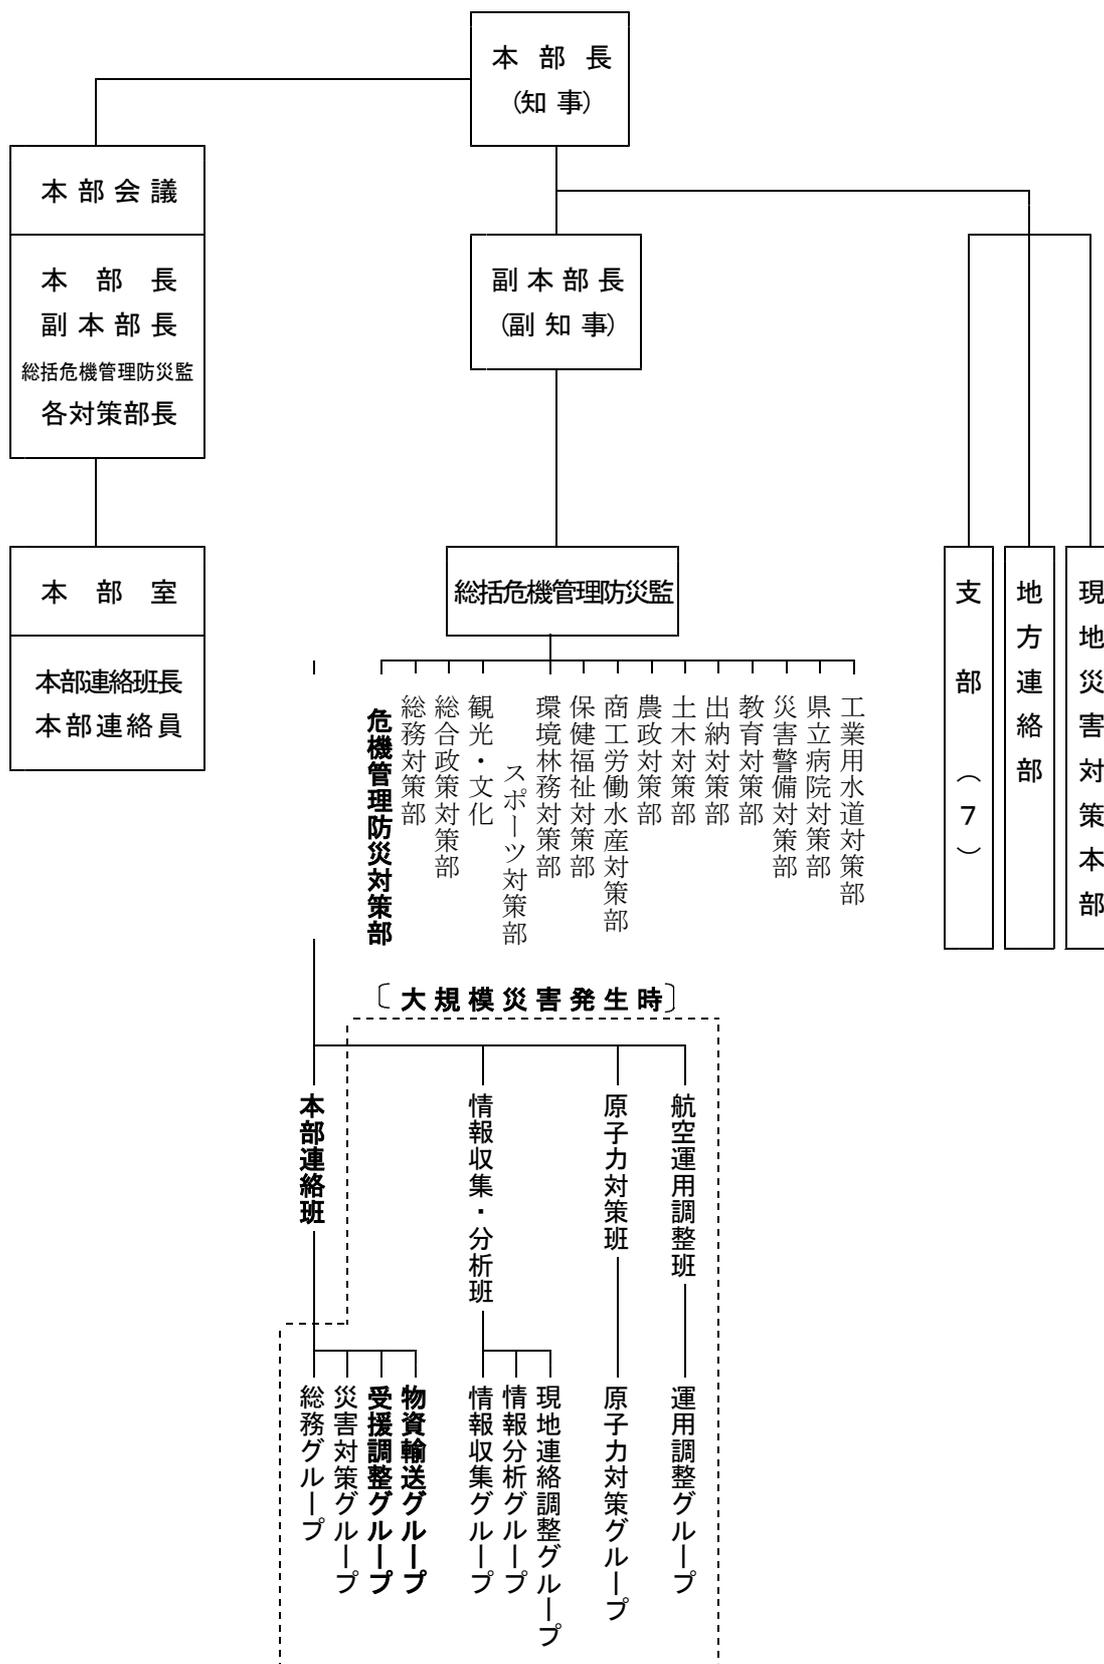 本部長
（知事）
本部会議
本部長
副本部長
総括危機管理防災監
各対策部長
副本部長
（副知事）
本部室
本部連絡班長
本部連絡員
総括危機管理防災監
支部（７）
地方連絡部
現地災害対策本部
危機管理防災対策部
総務対策部
総合政策対策部
観光・文化
スポーツ対策部
環境林務対策部
保健福祉対策部
商工労働水産対策部
農政対策部
土木対策部
出納対策部
教育対策部
災害警備対策部
県立病院対策部
工業用水道対策部
〔大規模災害発生時〕
本部連絡班
情報収集・分析班
原子力対策班
航空運用調整班
総務グループ
災害対策グループ
受援調整グループ
物資輸送グループ
情報収集グループ
情報分析グループ
現地連絡調整グループ
原子力対策グループ
運用調整グループ